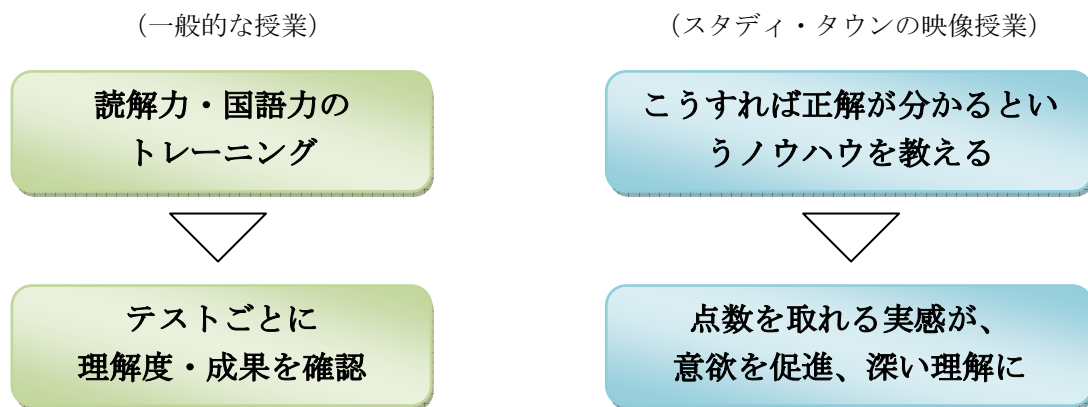 （一般的な授業）
読解力・国語力の
トレーニング
テストごとに
理解度・成果を確認
（スタディ・タウンの映像授業）
こうすれば正解が分かるとい
うノウハウを教える
点数を取れる実感が、
意欲を促進、深い理解に